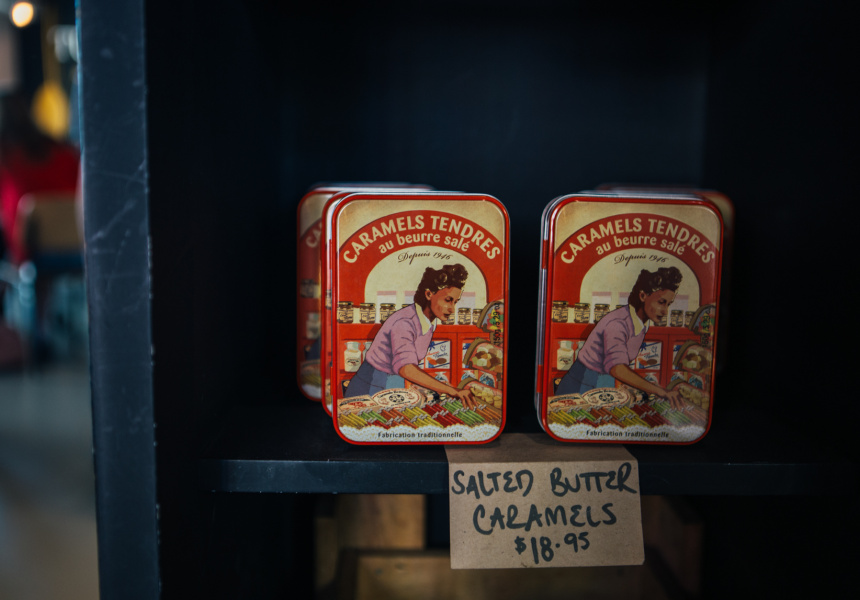 CARAMELS TENDRES
au beurre salé
Depuis 1946
Fabrication traditionnelle
CARAMELS TENDRES
au beurre salé
Depuis 1946
Fabrication traditionnelle
SALTED BUTTER
CARAMELS
$18.95